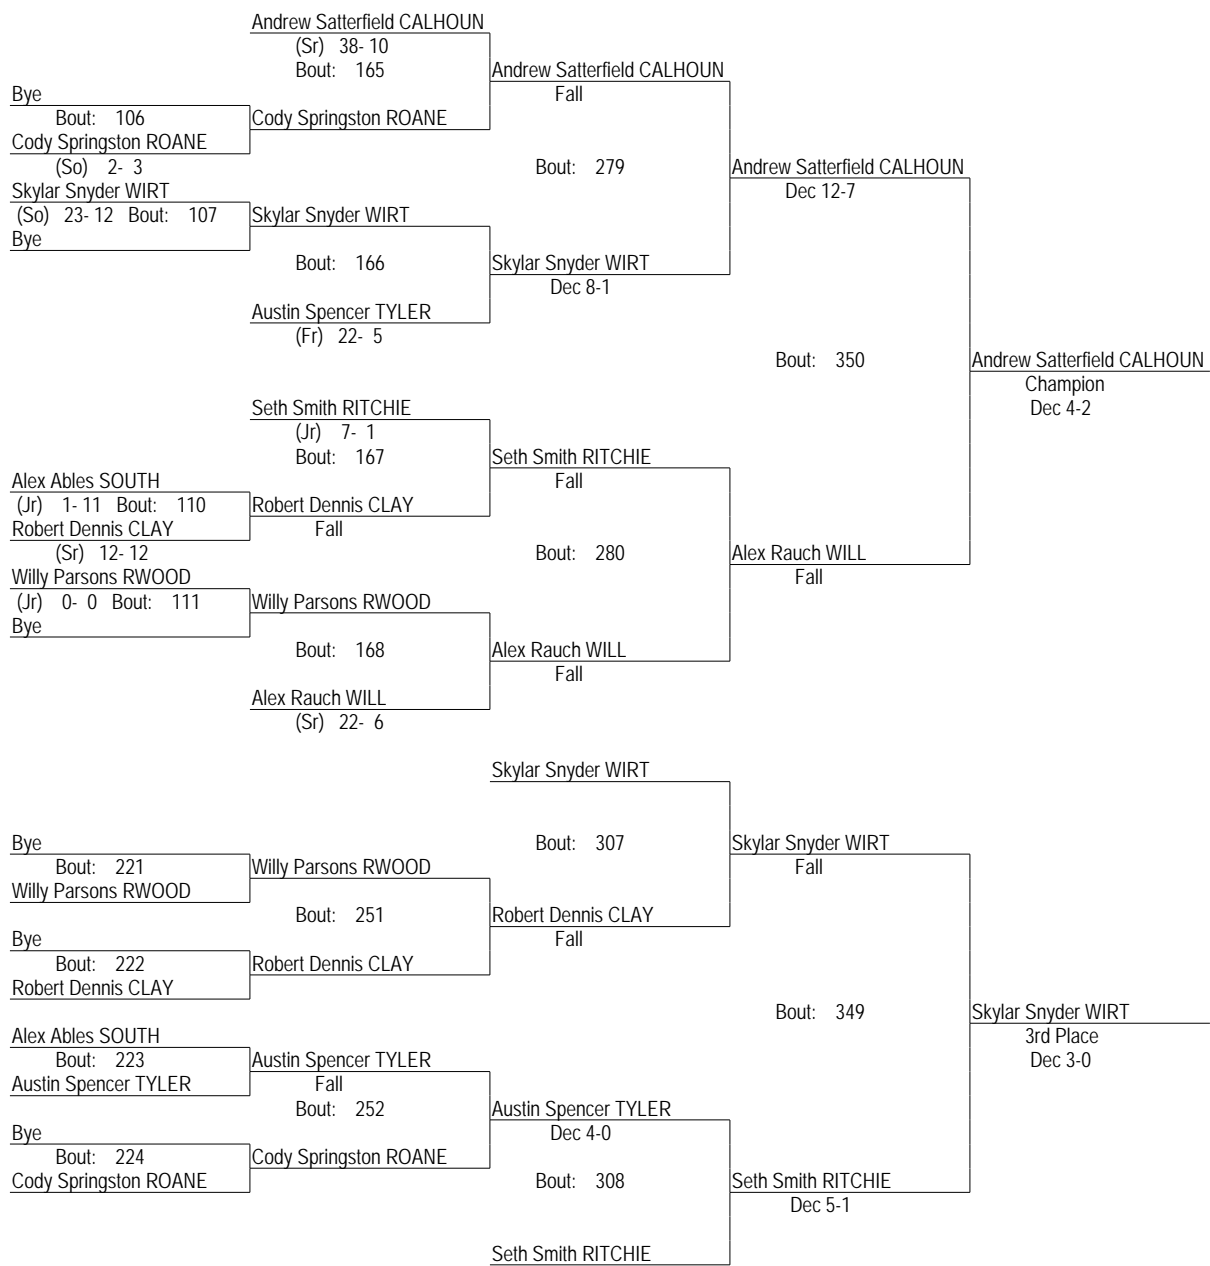 Andrew Satterfield CALHOUN
(Sr) 38- 10
Bout: 165 Andrew Satterfield CALHOUN
Bye Fall
Bout: 106 Cody Springston ROANE
Cody Springston ROANE
(So) 2- 3 Bout: 279 Andrew Satterfield CALHOUN
Skylar Snyder WIRT Dec 12-7
(So) 23- 12 Bout: 107 Skylar Snyder WIRT
Bye
Bout: 166 Skylar Snyder WIRT
Dec 8-1
Austin Spencer TYLER
(Fr) 22- 5
Bout: 350 Andrew Satterfield CALHOUN
Champion
Seth Smith RITCHIE Dec 4-2
(Jr) 7- 1
Bout: 167 Seth Smith RITCHIE
Alex Ables SOUTH Fall
(Jr) 1- 11 Bout: 110 Robert Dennis CLAY
Robert Dennis CLAY Fall
(Sr) 12- 12 Bout: 280 Alex Rauch WILL
Willy Parsons RWOOD Fall
(Jr) 0- 0 Bout: 111 Willy Parsons RWOOD
Bye
Bout: 168 Alex Rauch WILL
Fall
Alex Rauch WILL
(Sr) 22- 6
Skylar Snyder WIRT
Bye Bout: 307 Skylar Snyder WIRT
Bout: 221 Willy Parsons RWOOD Fall
Willy Parsons RWOOD
Bout: 251 Robert Dennis CLAY
Bye Fall
Bout: 222 Robert Dennis CLAY
Robert Dennis CLAY
Bout: 349 Skylar Snyder WIRT
Alex Ables SOUTH 3rd Place
Bout: 223 Austin Spencer TYLER Dec 3-0
Austin Spencer TYLER Fall
Bout: 252 Austin Spencer TYLER
Bye Dec 4-0
Bout: 224 Cody Springston ROANE
Cody Springston ROANE Bout: 308 Seth Smith RITCHIE
Dec 5-1
Seth Smith RITCHIE